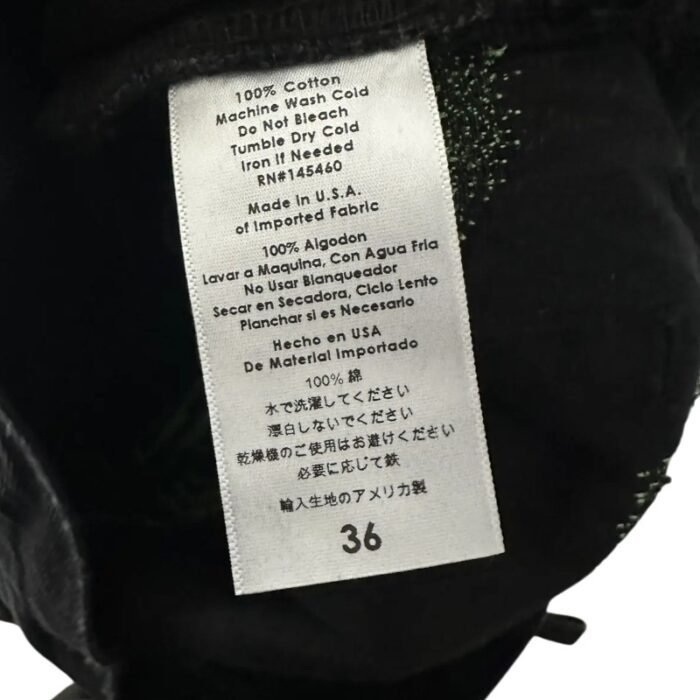 100% Cotton
Machine Wash Cold
Do Not Bleach
Tumble Dry Cold
Iron If Needed
RN#145460
Made in U.S.A.
of Imported Fabric
100% Algodon
Lavar a Maquina, Con Agua Fria
No Usar Blanqueador
Secar en Secadora, Ciclo Lento
Planchar si es Necesario
Hecho en USA
De Material Importado
100% 綿
水で洗濯してください
漂白しないでください
乾燥機のご使用はお避けください
必要に応じて鉄
輸入生地のアメリカ製
36